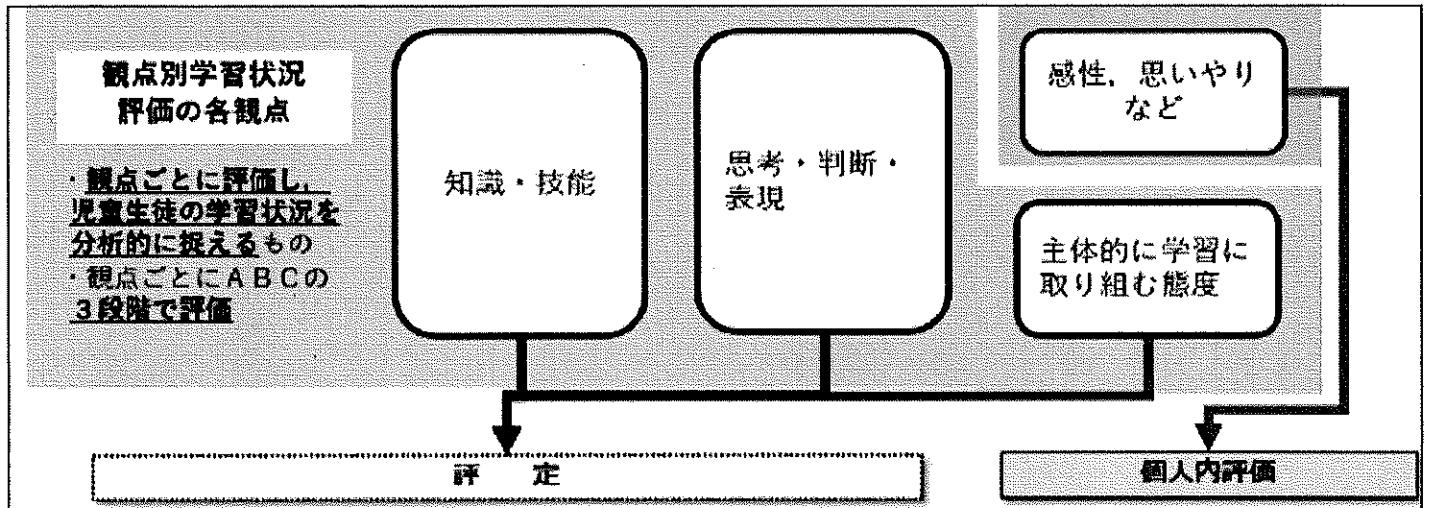 観点別学習状況
評価の各観点
・観点ごとに評価し、
児童生徒の学習状況を
分析的に捉えるもの
・観点ごとにＡＢＣの
３段階で評価
知識・技能
思考・判断・
表現
感性，思いやり
など
主体的に学習に
取り組む態度
評　定
個人内評価